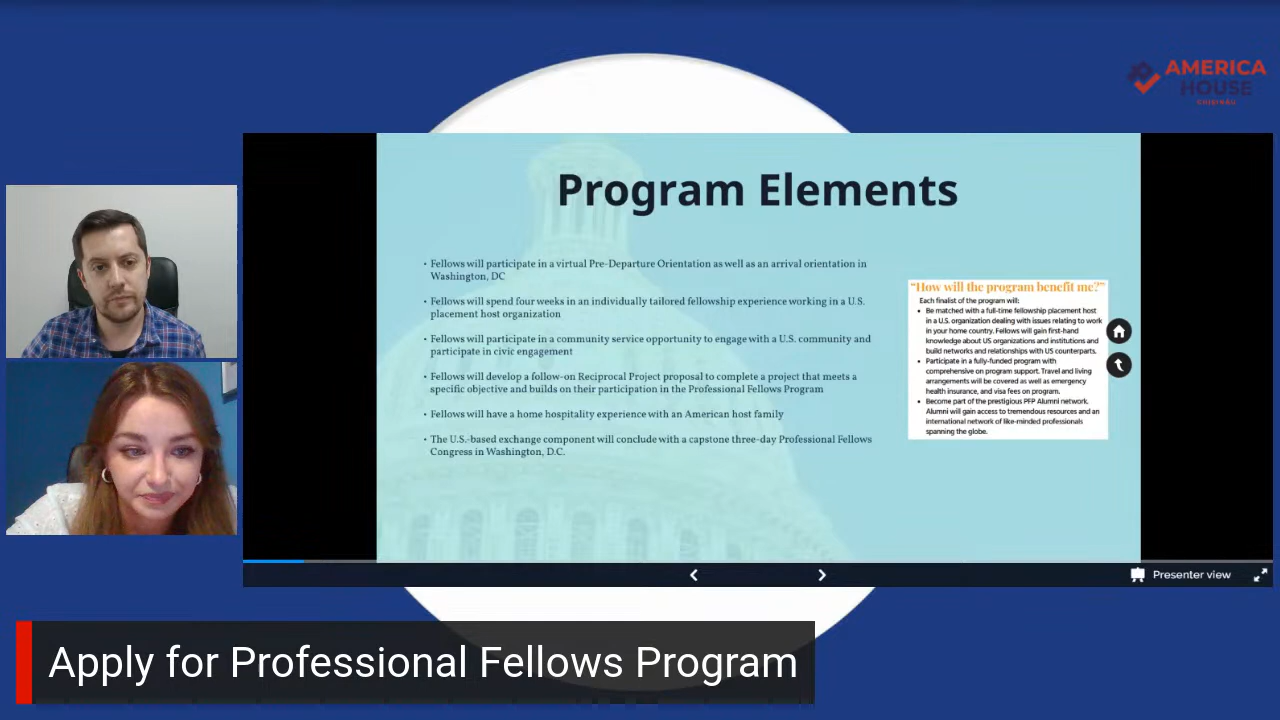 AMERICA
HOUSE
CHIȘINĂU
Program Elements
• Fellows will participate in a virtual Pre-Departure Orientation as well as an arrival orientation in
Washington, DC
• Fellows will spend four weeks in an individually tailored fellowship experience working in a U.S.
placement host organization
• Fellows will participate in a community service opportunity to engage with a U.S. community and
participate in civic engagement
• Fellows will develop a follow-on Reciprocal Project proposal to complete a project that meets a
specific objective and builds on their participation in the Professional Fellows Program
• Fellows will have a home hospitality experience with an American host family
• The U.S.-based exchange component will conclude with a capstone three-day Professional Fellows
Congress in Washington, D.C.
“How will the program benefit me?”
Each finalist of the program will:
• Be matched with a full-time fellowship placement host
in a U.S. organization dealing with issues relating to work
in your home country. Fellows will gain first-hand
knowledge about US organizations and institutions and
build networks and relationships with US counterparts.
• Participate in a fully-funded program with
comprehensive on program support. Travel and living
arrangements will be covered as well as emergency
health insurance, and visa fees on program.
• Become part of the prestigious PFP Alumni network.
Alumni will gain access to tremendous resources and an
international network of like-minded professionals
spanning the globe.
Presenter view
Apply for Professional Fellows Program